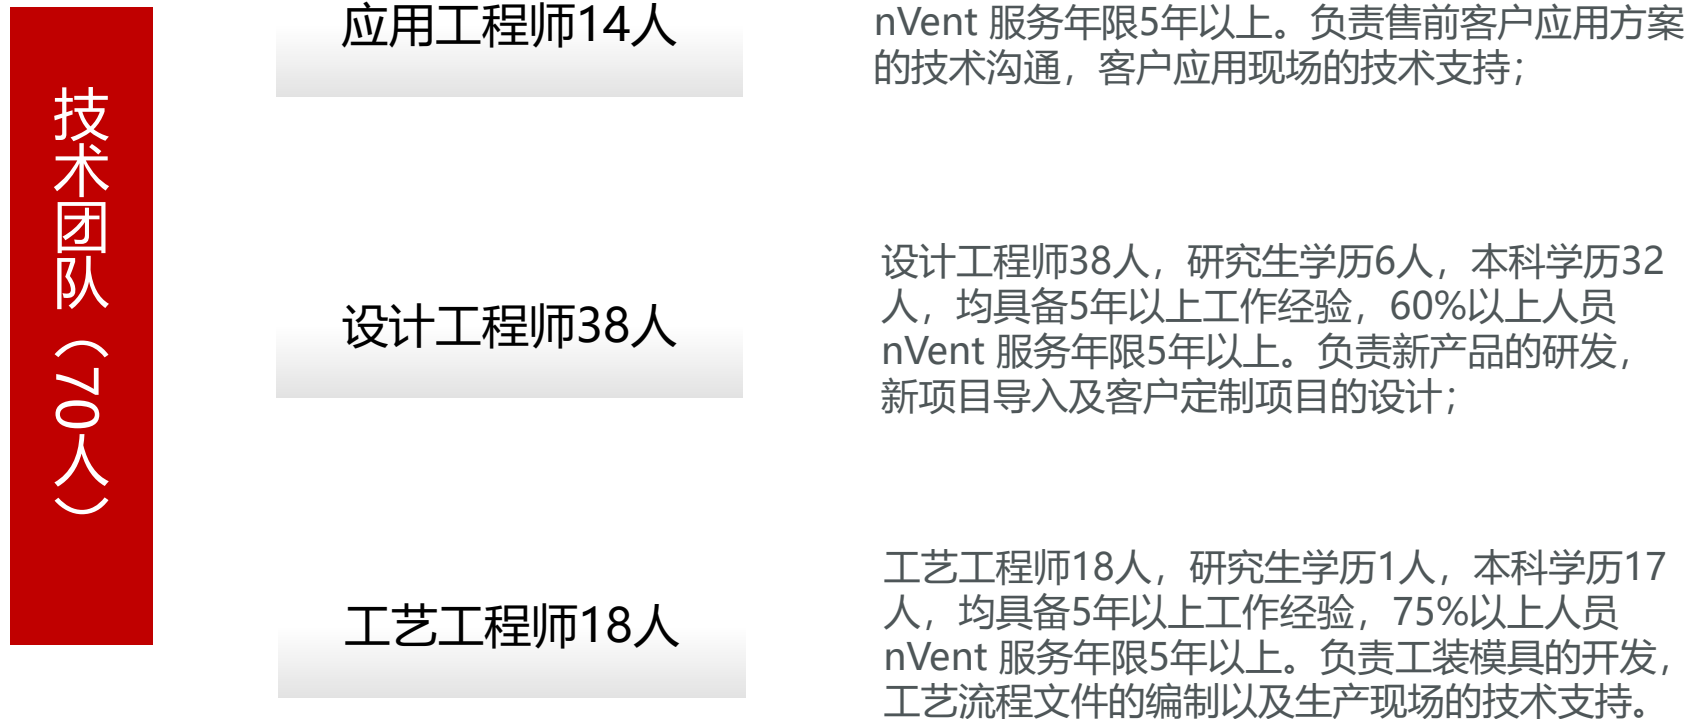 技术团队（70人）
应用工程师14人
nVent 服务年限5年以上。负责售前客户应用方案
的技术沟通，客户应用现场的技术支持；
设计工程师38人
设计工程师38人，研究生学历6人，本科学历32
人，均具备5年以上工作经验，60%以上人员
nVent 服务年限5年以上。负责新产品的研发，
新项目导入及客户定制项目的设计；
工艺工程师18人
工艺工程师18人，研究生学历1人，本科学历17
人，均具备5年以上工作经验，75%以上人员
nVent 服务年限5年以上。负责工装模具的开发，
工艺流程文件的编制以及生产现场的技术支持。